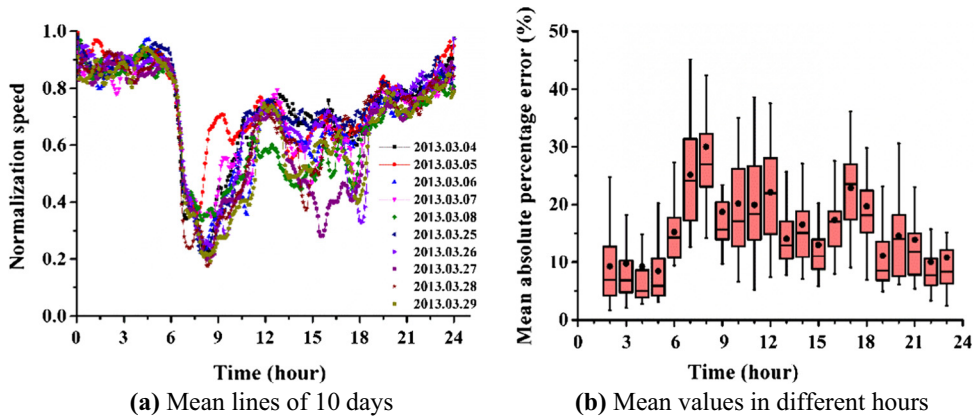 Normalization speed
1.0
0.8
0.6
0.4
0.2
0.0
2013.03.04
2013.03.05
2013.03.06
2013.03.07
2013.03.08
2013.03.25
2013.03.26
2013.03.27
2013.03.28
2013.03.29
0 3 6 9 12 15 18 21 24
Time (hour)
(a) Mean lines of 10 days
Mean absolute percentage error (%)
50
40
30
20
10
0
0 3 6 9 12 15 18 21 24
Time (hour)
(b) Mean values in different hours